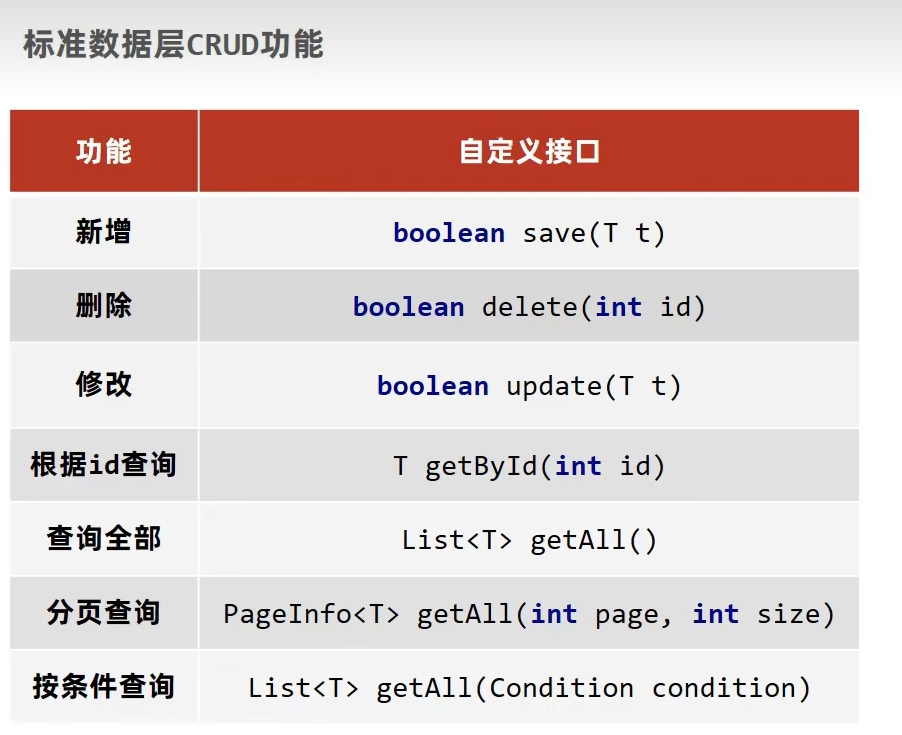 标准数据层CRUD功能
功能 自定义接口
新增 boolean save(T t)
删除 boolean delete(int id)
修改 boolean update(T t)
根据id查询 T getById(int id)
查询全部 List<T> getAll()
分页查询 PageInfo<T> getAll(int page, int size)
按条件查询 List<T> getAll(Condition condition)